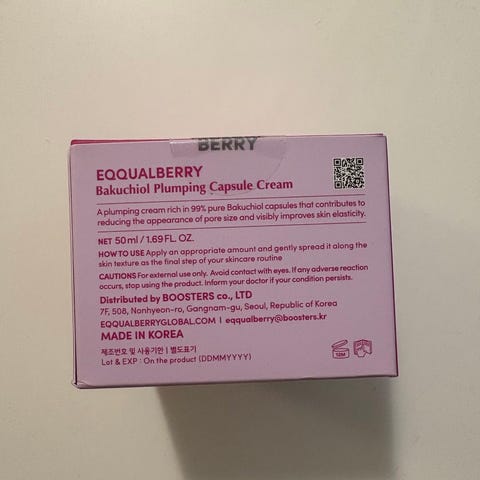 BERRY
EQQUALBERRY
Bakuchiol Plumping Capsule Cream
A plumping cream rich in 99% pure Bakuchiol capsules that contributes to
reducing the appearance of pore size and visibly improves skin elasticity.
NET 50ml / 1.69 FL. OZ.
HOW TO USE Apply an appropriate amount and gently spread it along the
skin texture as the final step of your skincare routine
CAUTIONS For external use only. Avoid contact with eyes. If any adverse reaction
occurs, stop using the product. Inform your doctor if your condition persists.
Distributed by BOOSTERS co., LTD
7F, 508, Nonhyeon-ro, Gangnam-gu, Seoul, Republic of Korea
EQQUALBERRYGLOBAL.COM I eqqualberry@boosters.kr
MADE IN KOREA
제조번호 및 사용기한 | 별도표기
Lot & EXP : On the product (DDMMYYYY)
12M